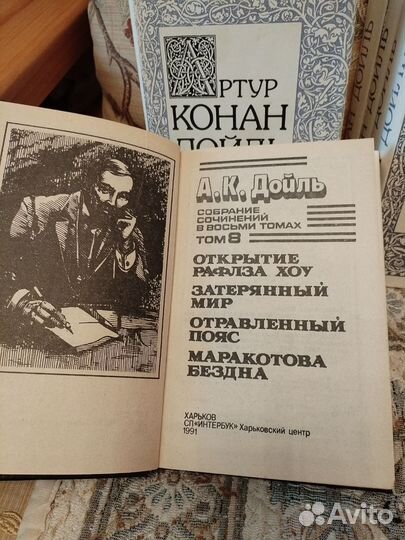 АРТУР
КОНАН
ДОЙЛЬ
А.К. Дойль
СОБРАНИЕ
СОЧИНЕНИЙ
В ВОСЬМИ ТОМАХ
ТОМ 8
ОТКРЫТИЕ
РАФЛЗА ХОУ
ЗАТЕРЯННЫЙ
МИР
ОТРАВЛЕННЫЙ
ПОЯС
МАРАКОТОВА
БЕЗДНА
ХАРЬКОВ
СП«ИНТЕРБУК» Харьковский центр
1991
Avito